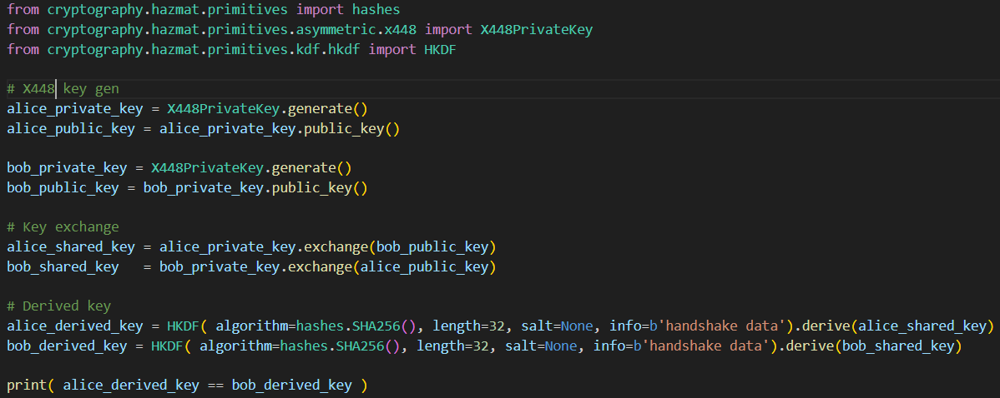 from cryptography.hazmat.primitives import hashes
from cryptography.hazmat.primitives.asymmetric.x448 import X448PrivateKey
from cryptography.hazmat.primitives.kdf.hkdf import HKDF
# X448 key gen
alice_private_key = X448PrivateKey.generate()
alice_public_key = alice_private_key.public_key()
bob_private_key = X448PrivateKey.generate()
bob_public_key = bob_private_key.public_key()
# Key exchange
alice_shared_key = alice_private_key.exchange(bob_public_key)
bob_shared_key   = bob_private_key.exchange(alice_public_key)
# Derived key
alice_derived_key = HKDF( algorithm=hashes.SHA256(), length=32, salt=None, info=b'handshake data').derive(alice_shared_key)
bob_derived_key = HKDF( algorithm=hashes.SHA256(), length=32, salt=None, info=b'handshake data').derive(bob_shared_key)
print( alice_derived_key == bob_derived_key )